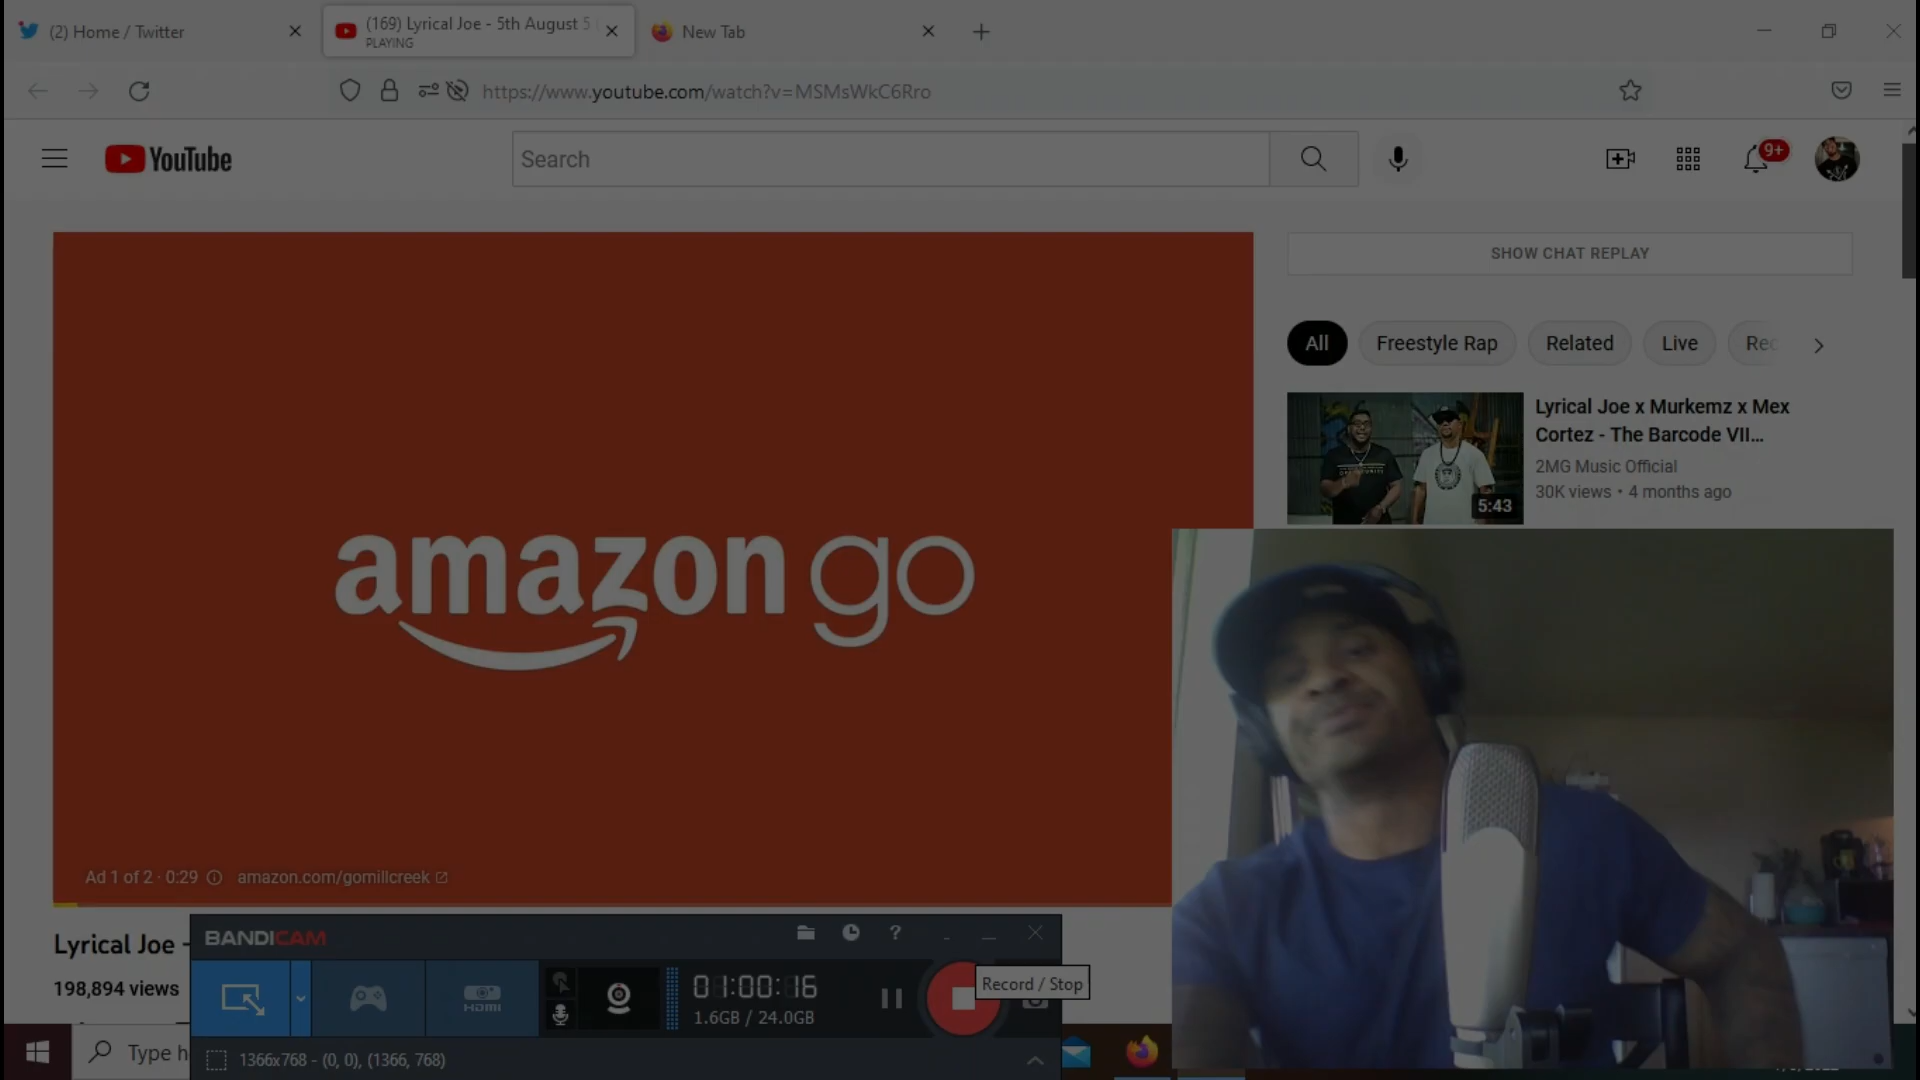 (2) Home / Twitter
(169) Lyrical Joe - 5th August 5
PLAYING
New Tab
https://www.youtube.com/watch?v=MSMsWkC6Rro
YouTube
Search
9+
SHOW CHAT REPLAY
All
Freestyle Rap
Related
Live
Rec
Lyrical Joe x Murkemz x Mex
Cortez - The Barcode VII...
2MG Music Official
30K views • 4 months ago
5:43
amazon go
Ad 1 of 2 · 0:29
amazon.com/gomillcreek
Lyrical Joe -
198,894 views
BANDICAM
?
HDMI
01:00:16
1.6GB / 24.0GB
Record / Stop
Type h
1366x768 - (0, 0), (1366, 768)